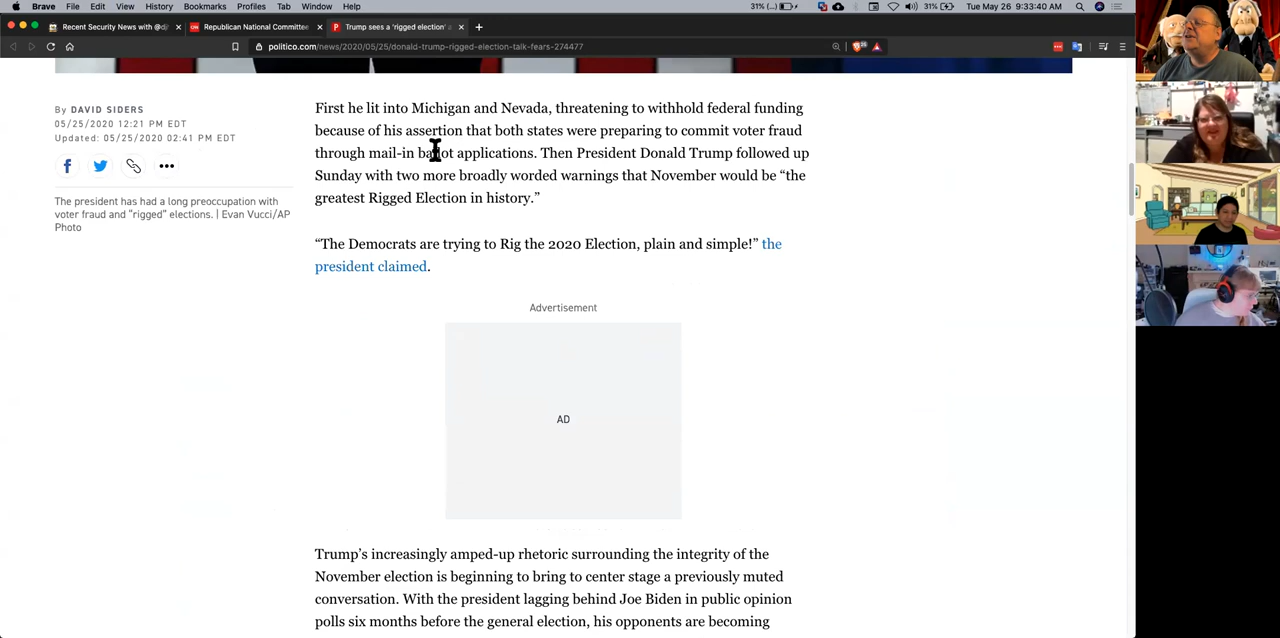 Brave File Edit View History Bookmarks Profiles Tab Window Help 31% (...) 31% Tue May 26 9:33:40 AM
Recent Security News with @dj × Republican National Committee × Trump sees a 'rigged election' a × +
politico.com/news/2020/05/25/donald-trump-rigged-election-talk-fears-274477
By DAVID SIDERS
05/25/2020 12:21 PM EDT
Updated: 05/25/2020 02:41 PM EDT
The president has had a long preoccupation with
voter fraud and "rigged" elections. | Evan Vucci/AP
Photo
First he lit into Michigan and Nevada, threatening to withhold federal funding
because of his assertion that both states were preparing to commit voter fraud
through mail-in ballot applications. Then President Donald Trump followed up
Sunday with two more broadly worded warnings that November would be “the
greatest Rigged Election in history.”
“The Democrats are trying to Rig the 2020 Election, plain and simple!” the
president claimed.
Advertisement
AD
Trump’s increasingly amped-up rhetoric surrounding the integrity of the
November election is beginning to bring to center stage a previously muted
conversation. With the president lagging behind Joe Biden in public opinion
polls six months before the general election, his opponents are becoming